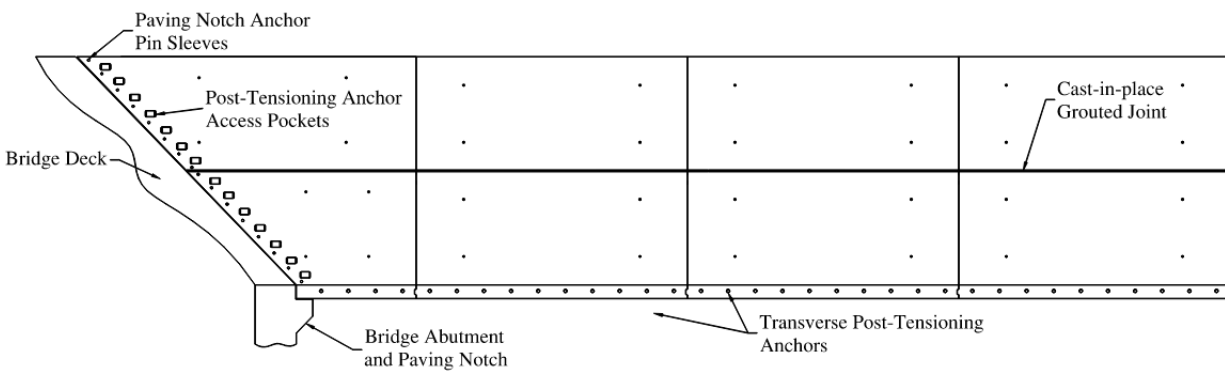 Paving Notch Anchor
Pin Sleeves
Post-Tensioning Anchor
Access Pockets
Bridge Deck
Cast-in-place
Grouted Joint
Bridge Abutment
and Paving Notch
Transverse Post-Tensioning
Anchors